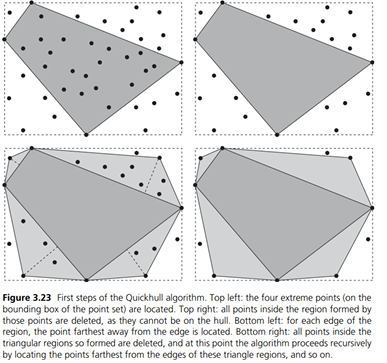 Figure 3.23 First steps of the Quickhull algorithm. Top left: the four extreme points (on the
bounding box of the point set) are located. Top right: all points inside the region formed by
those points are deleted, as they cannot be on the hull. Bottom left: for each edge of the
region, the point farthest away from the edge is located. Bottom right: all points inside the
triangular regions so formed are deleted, and at this point the algorithm proceeds recursively
by locating the points farthest from the edges of these triangle regions, and so on.